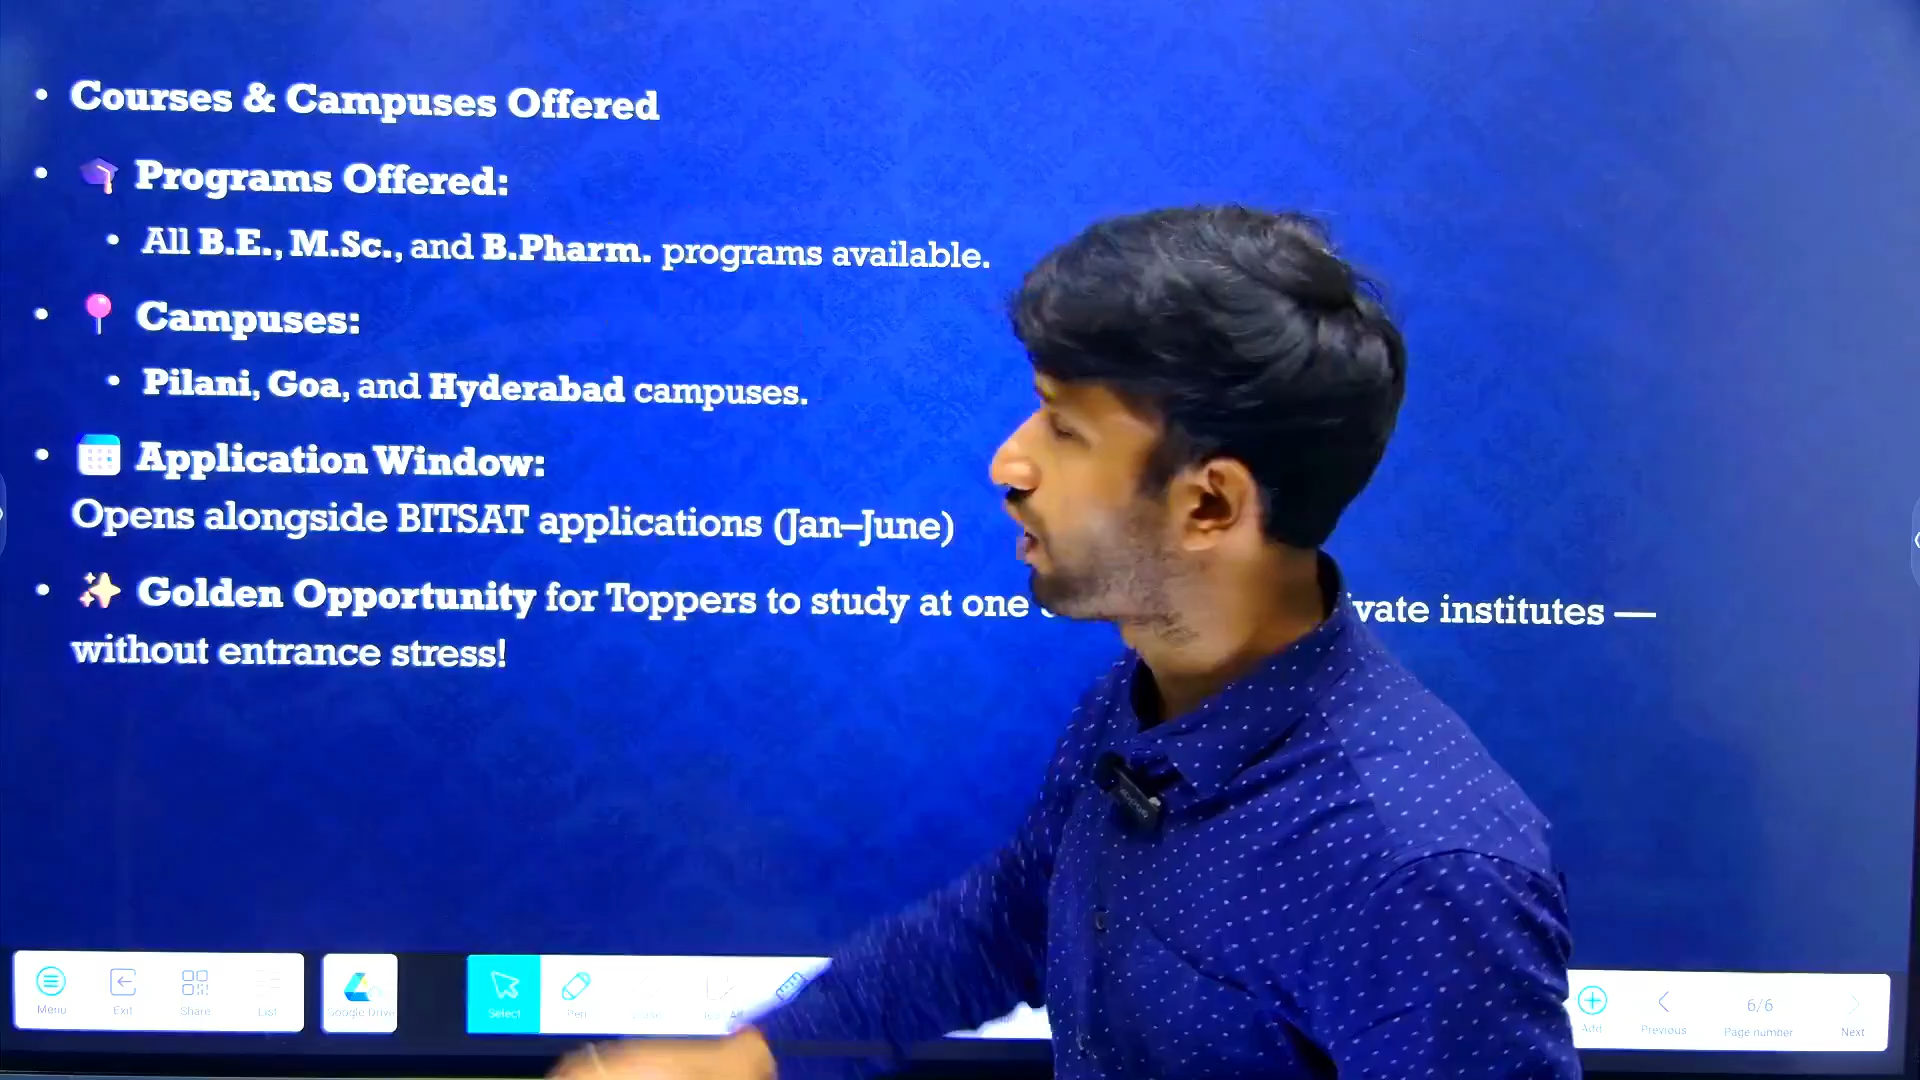 Courses & Campuses Offered
Programs Offered:
All B.E., M.Sc., and B.Pharm. programs available.
Campuses:
Pilani, Goa, and Hyderabad campuses.
Application Window:
Opens alongside BITSAT applications (Jan–June)
Golden Opportunity for Toppers to study at one institutes —
without entrance stress!
Menu Exit Share List Google Drive Select Pen Add Previous 6/6 Page number Next